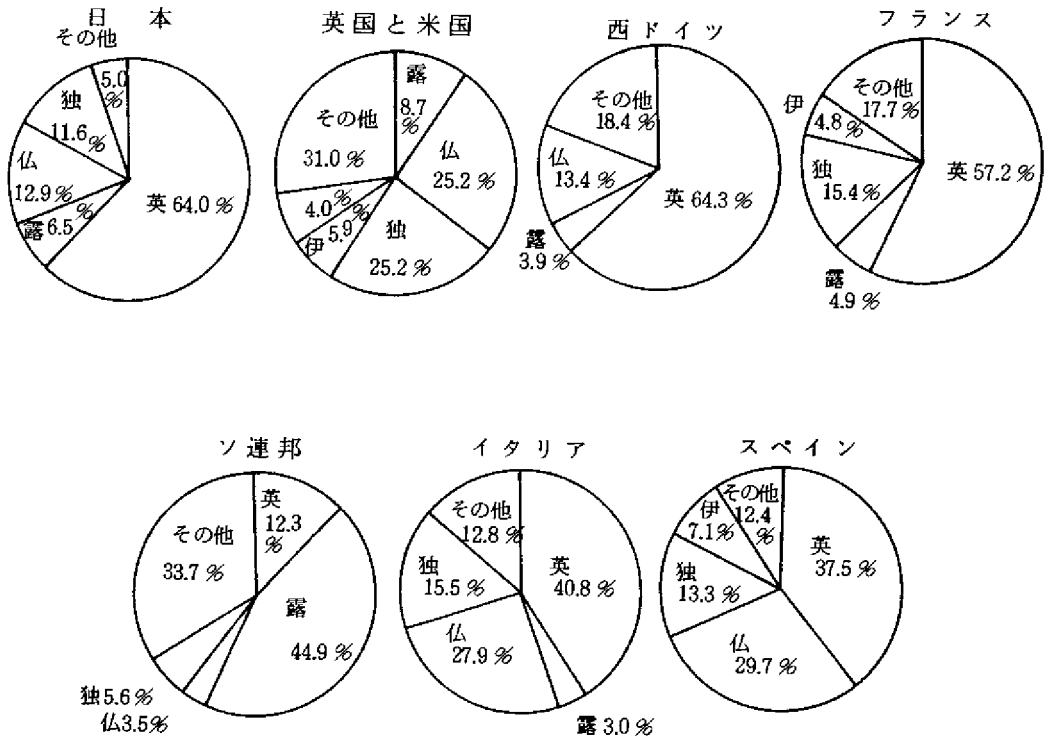 日本
その他
5.0%
独
11.6%
仏
12.9%
露 6.5%
英 64.0%
英国と米国
露
8.7%
仏
25.2%
独
25.2%
伊 5.9%
4.0%
その他
31.0%
西ドイツ
その他
18.4%
仏
13.4%
露
3.9%
英 64.3%
フランス
その他
17.7%
伊
4.8%
独
15.4%
露
4.9%
英 57.2%
ソ連邦
英
12.3%
その他
33.7%
露
44.9%
独5.6%
仏3.5%
イタリア
その他
12.8%
独
15.5%
英
40.8%
仏
27.9%
露 3.0%
スペイン
その他
12.4%
伊
7.1%
独
13.3%
英
37.5%
仏
29.7%